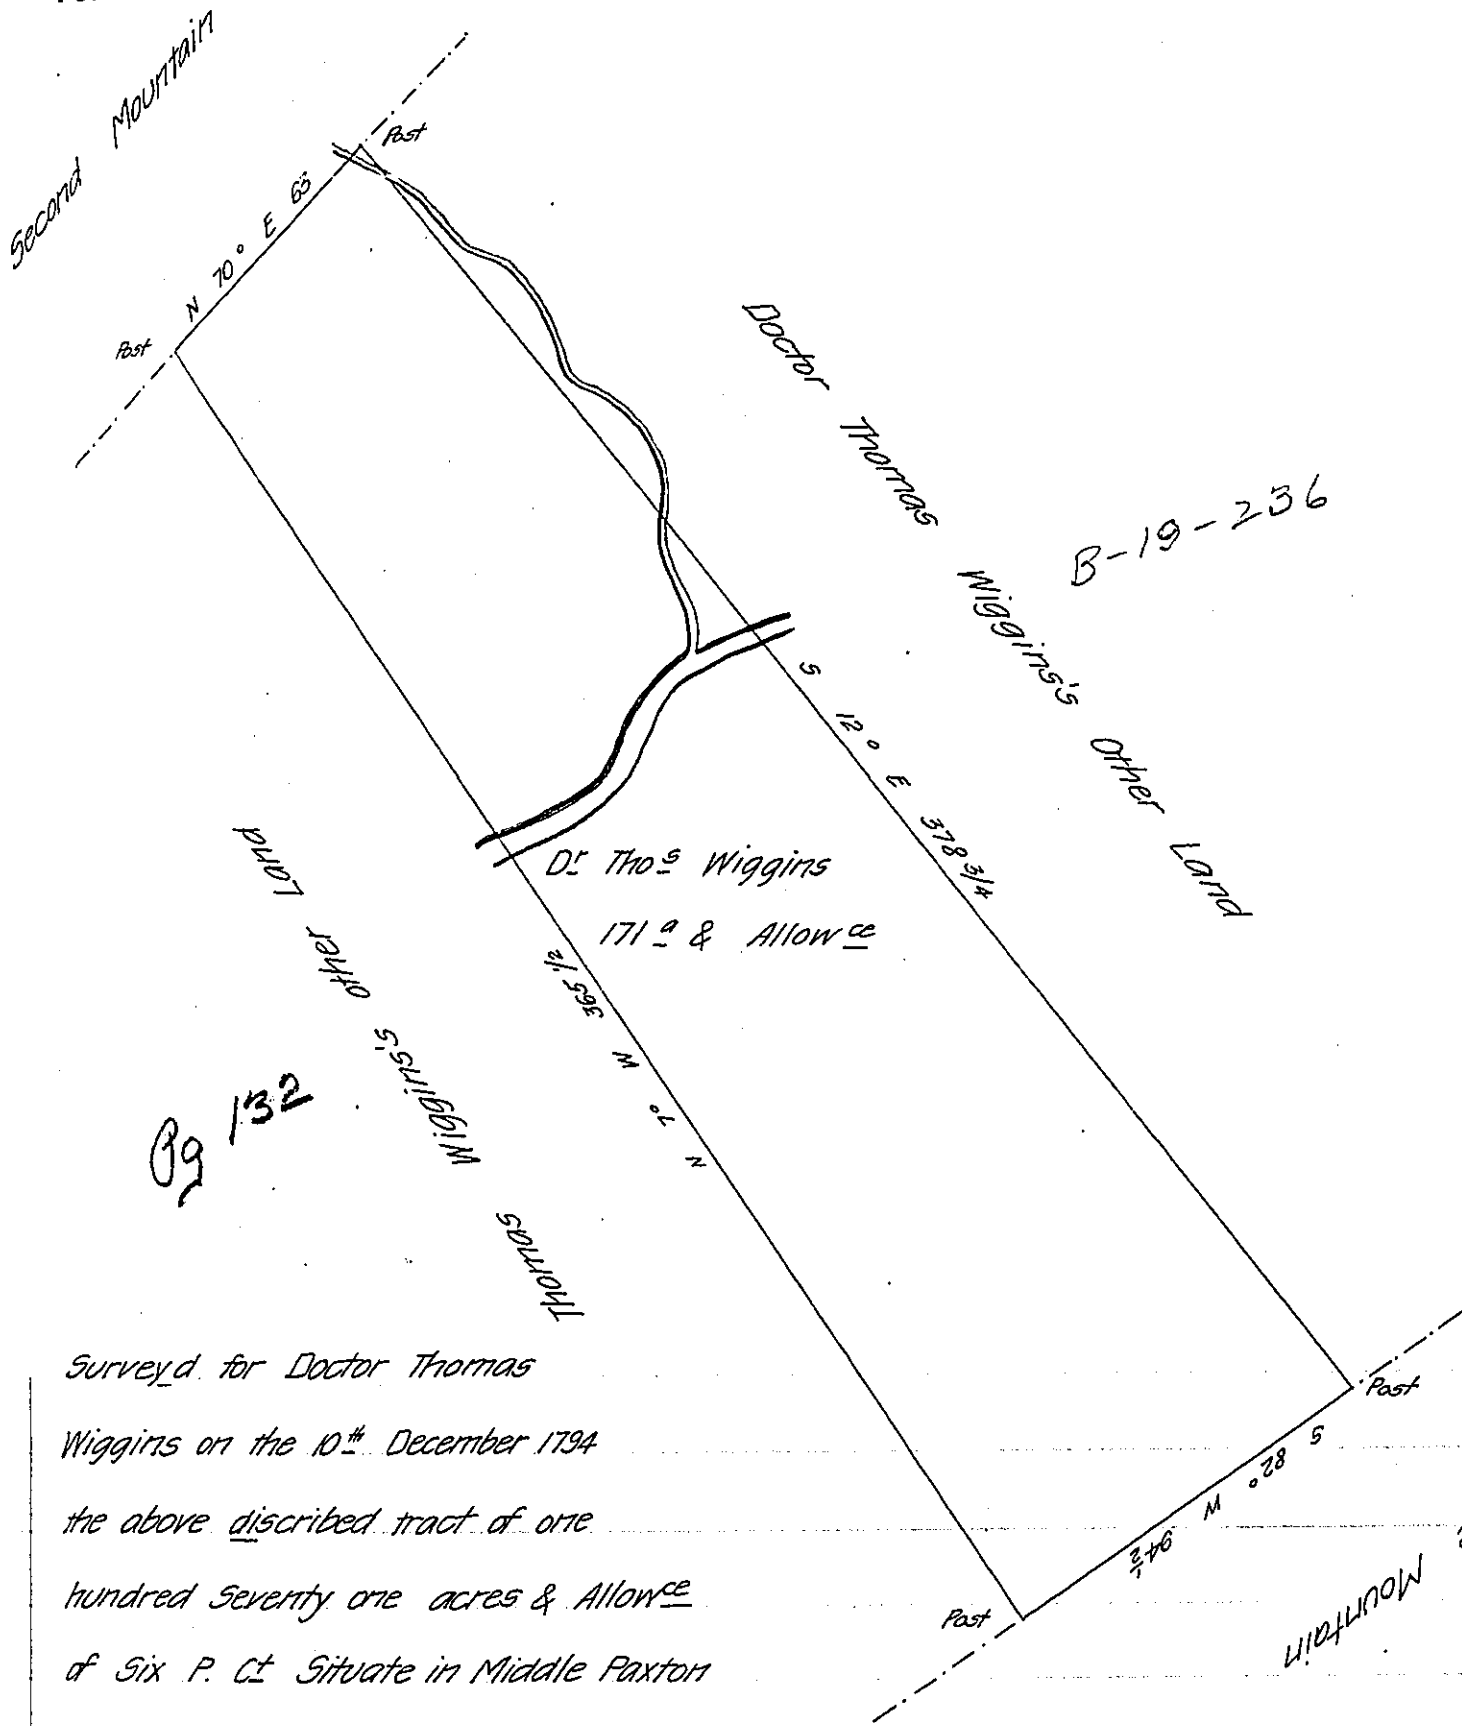 Second Mountain
Post
N 70° E 63
Post
Doctor Thomas Wiggins's Other Land
B-19-236
S 12° E 378 3/4
Dr Thos Wiggins
171 a & Allowce
N 7° W 365 1/2
Thomas Wiggins's other Land
Pg 132
Post
S 82° W 94 1/2
Post
Mountain
Survey,d for Doctor Thomas
Wiggins on the 10th December 1794
the above discribed tract of one
hundred Seventy one acres & Allowce
of Six P. Ct Situate in Middle Paxton